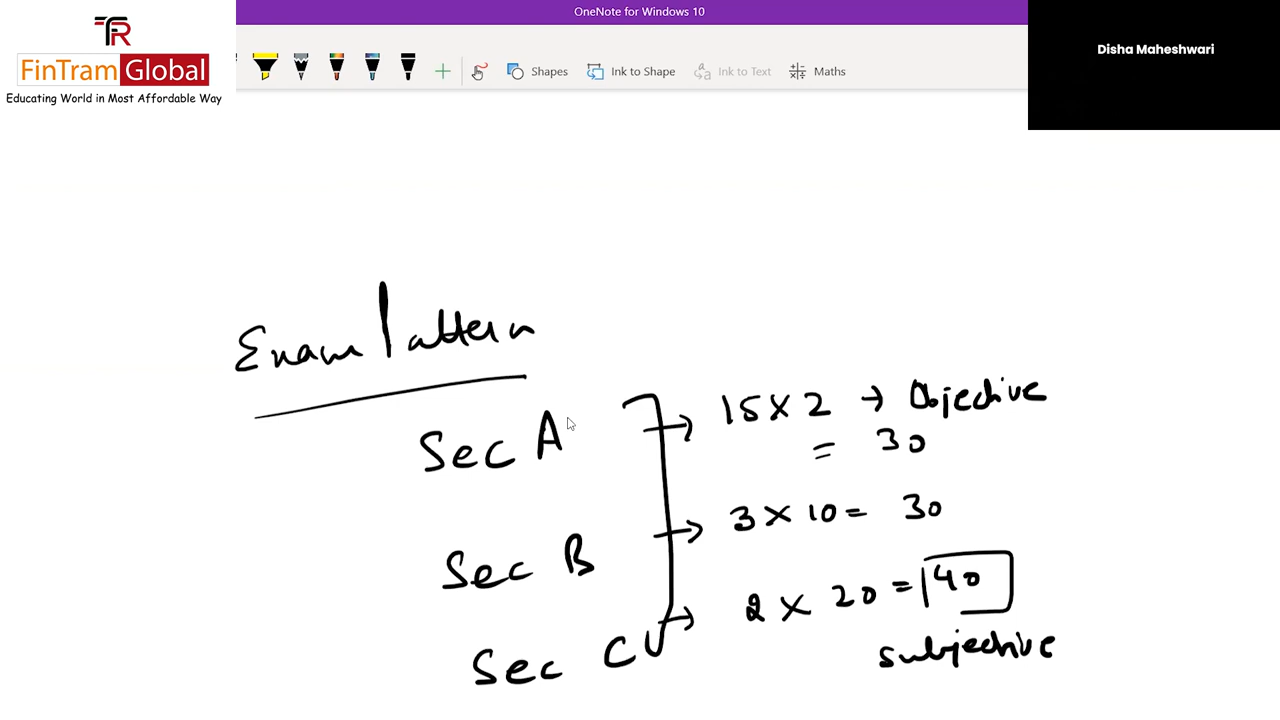 TR
FinTram Global
Educating World in Most Affordable Way
OneNote for Windows 10
Disha Maheshwari
Shapes Ink to Shape Ink to Text Maths
Exam Pattern
Sec A → 15 × 2 → Objective
= 30
Sec B → 3 × 10 = 30
Sec C → 2 × 20 = 40
subjective